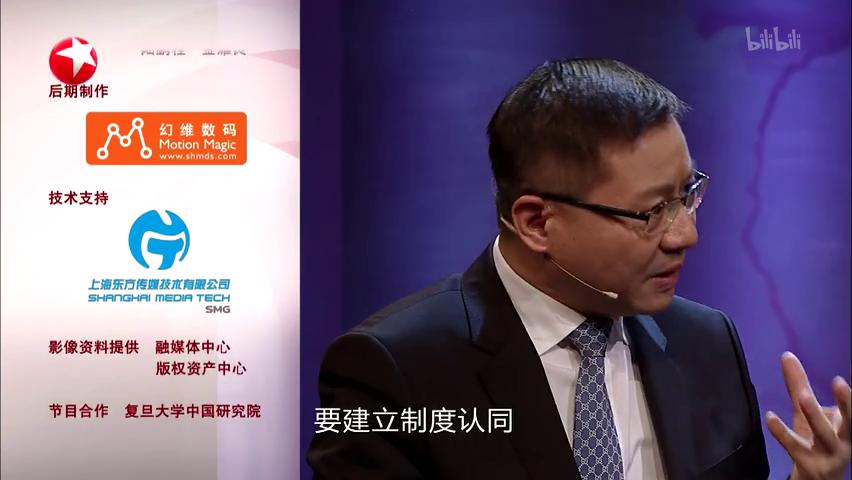 bilibili
后期制作
幻维数码
Motion Magic
www.shmds.com
技术支持
上海东方传媒技术有限公司
SHANGHAI MEDIA TECH
SMG
影像资料提供 融媒体中心
版权资产中心
节目合作 复旦大学中国研究院
要建立制度认同